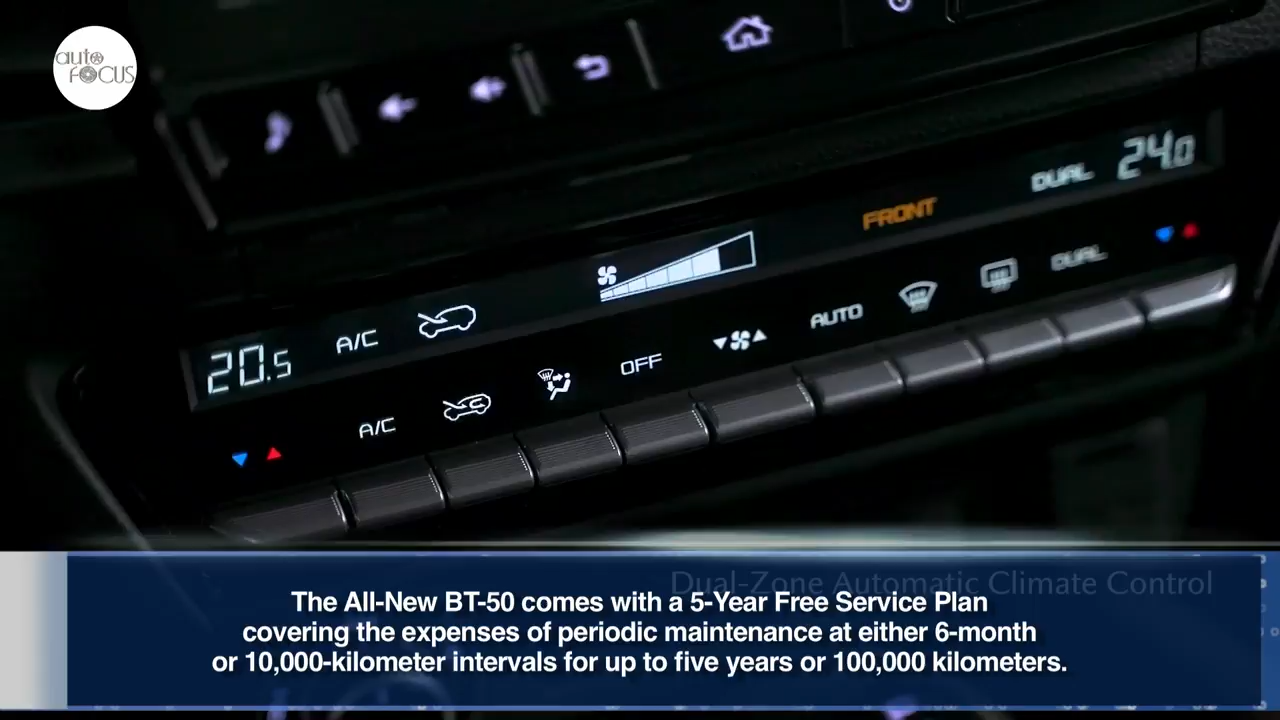 auto
FOCUS
DUAL 24.0
FRONT
20.5 A/C
DUAL
AUTO
OFF
A/C
Dual-Zone Automatic Climate Control
The All-New BT-50 comes with a 5-Year Free Service Plan
covering the expenses of periodic maintenance at either 6-month
or 10,000-kilometer intervals for up to five years or 100,000 kilometers.